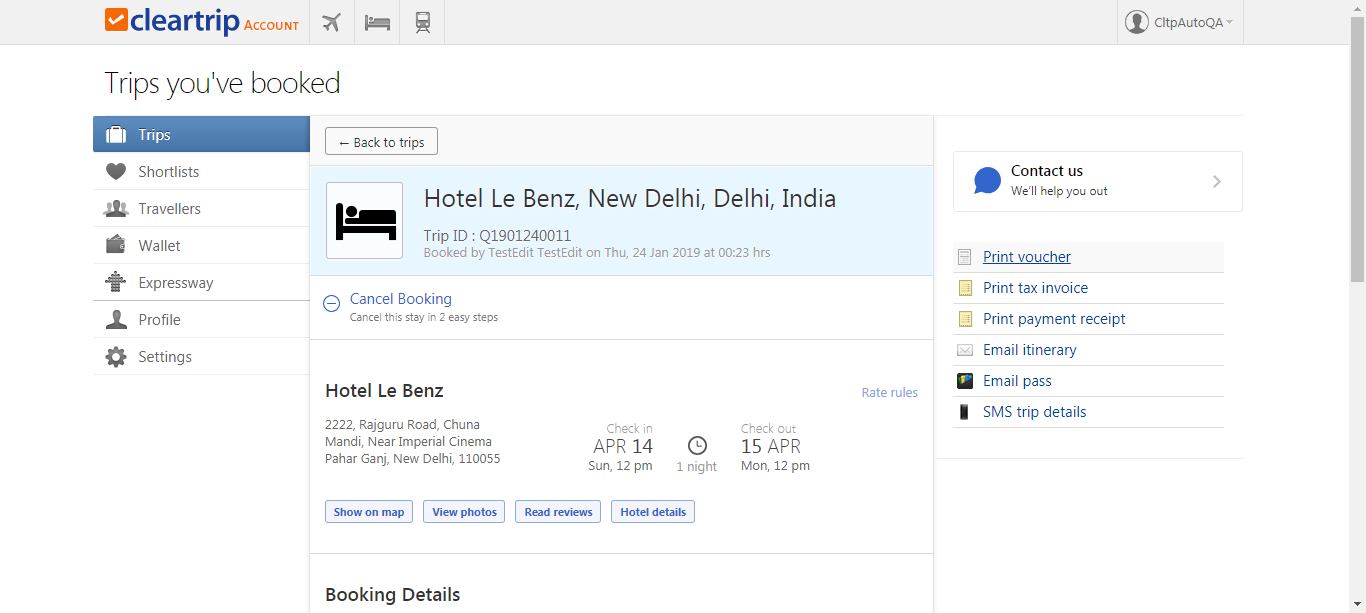 cleartrip ACCOUNT
CltpAutoQA
Trips you've booked
Trips
Shortlists
Travellers
Wallet
Expressway
Profile
Settings
← Back to trips
Hotel Le Benz, New Delhi, Delhi, India
Trip ID : Q1901240011
Booked by TestEdit TestEdit on Thu, 24 Jan 2019 at 00:23 hrs
Cancel Booking
Cancel this stay in 2 easy steps
Hotel Le Benz
Rate rules
2222, Rajguru Road, Chuna
Mandi, Near Imperial Cinema
Pahar Ganj, New Delhi, 110055
Check in
APR 14
Sun, 12 pm
1 night
Check out
15 APR
Mon, 12 pm
Show on map
View photos
Read reviews
Hotel details
Booking Details
Contact us
We'll help you out
Print voucher
Print tax invoice
Print payment receipt
Email itinerary
Email pass
SMS trip details